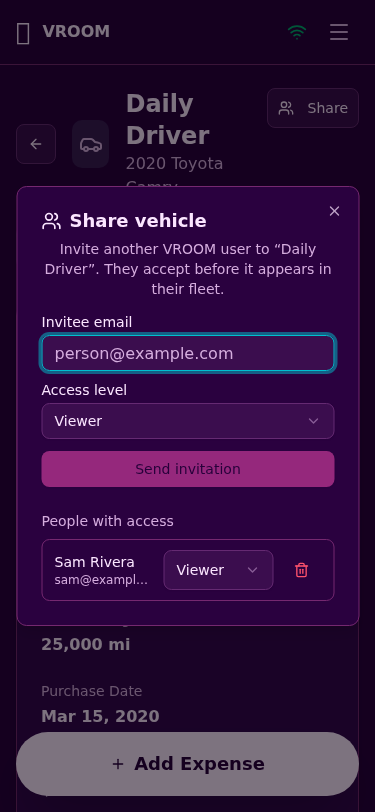 VROOM
Daily
Driver
Share
2020 Toyota
Share vehicle
Invite another VROOM user to “Daily
Driver”. They accept before it appears in
their fleet.
Invitee email
person@example.com
Access level
Viewer
Send invitation
People with access
Sam Rivera
sam@exampl…
Viewer
25,000 mi
Purchase Date
Mar 15, 2020
+ Add Expense